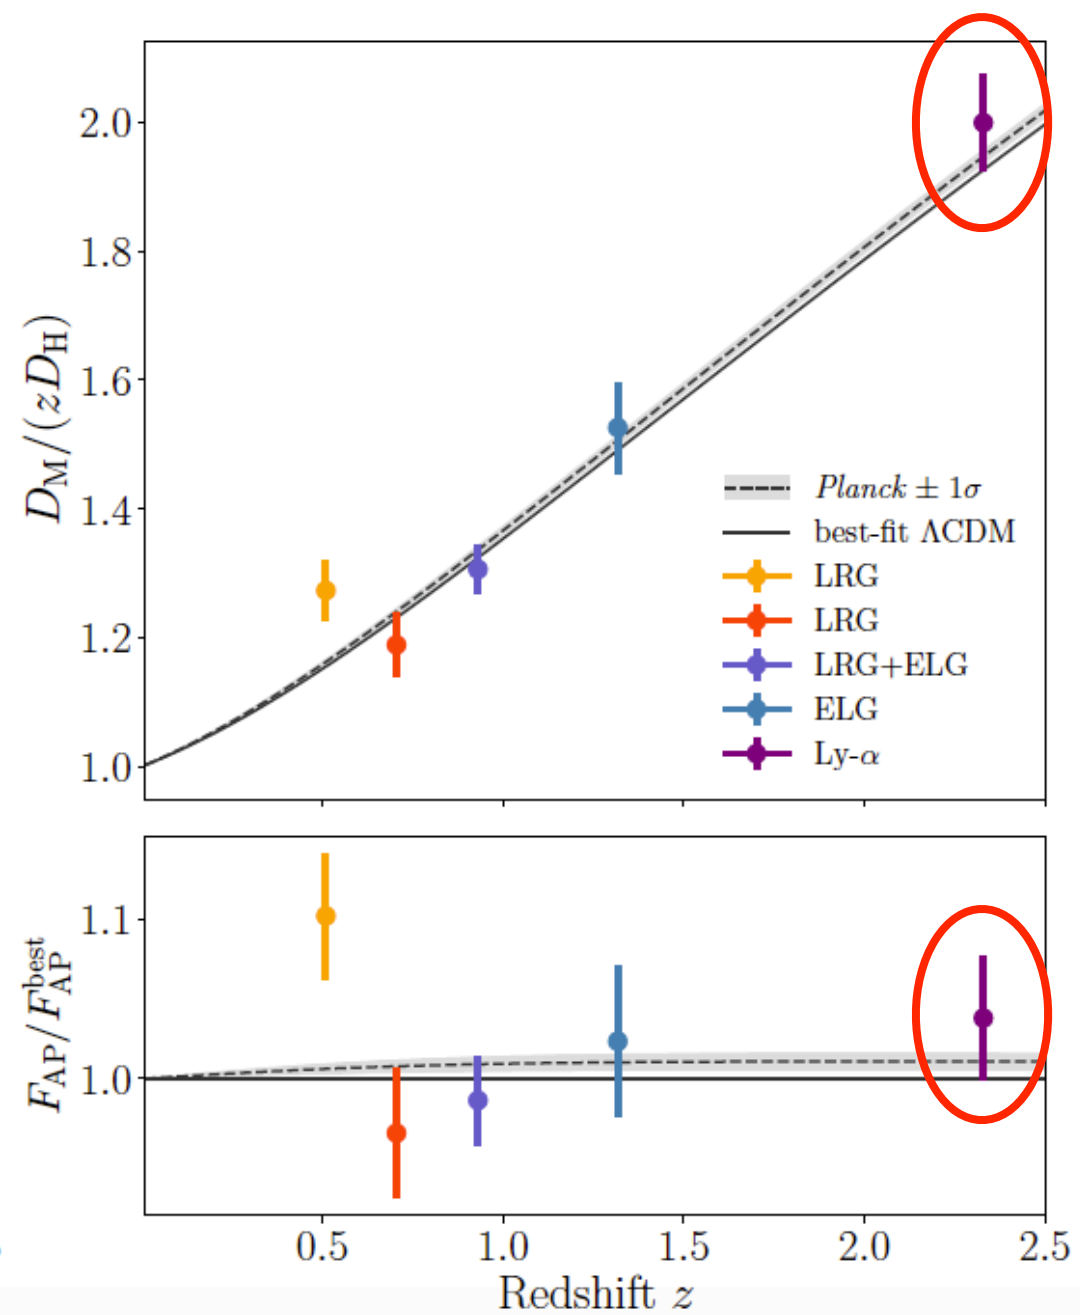 2.0
1.8
1.6
1.4
1.2
1.0
D_M/(zD_H)
Planck ± 1σ
best-fit ΛCDM
LRG
LRG
LRG+ELG
ELG
Ly-α
1.1
1.0
F_AP/F_AP^best
0.5 1.0 1.5 2.0 2.5
Redshift z